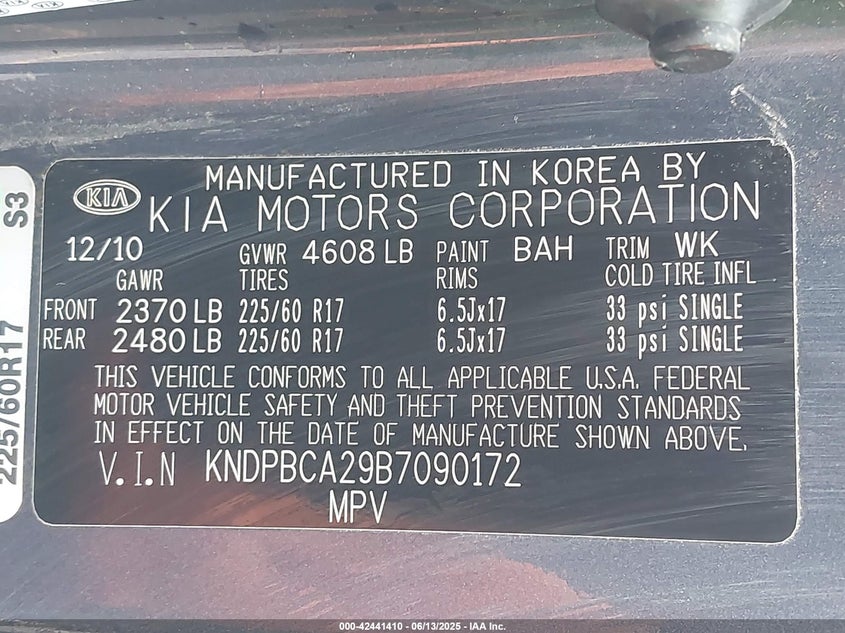 MANUFACTURED IN KOREA BY
KIA
KIA MOTORS CORPORATION
12/10 GVWR 4608 LB PAINT BAH TRIM WK
GAWR TIRES RIMS COLD TIRE INFL
FRONT 2370 LB 225/60 R17 6.5Jx17 33 psi SINGLE
REAR 2480 LB 225/60 R17 6.5Jx17 33 psi SINGLE
THIS VEHICLE CONFORMS TO ALL APPLICABLE U.S.A. FEDERAL
MOTOR VEHICLE SAFETY AND THEFT PREVENTION STANDARDS
IN EFFECT ON THE DATE OF MANUFACTURE SHOWN ABOVE.
V.I.N KNDPBCA29B7090172
MPV
225/60R17 S3
000-42441410 - 06/13/2025 - IAA Inc.